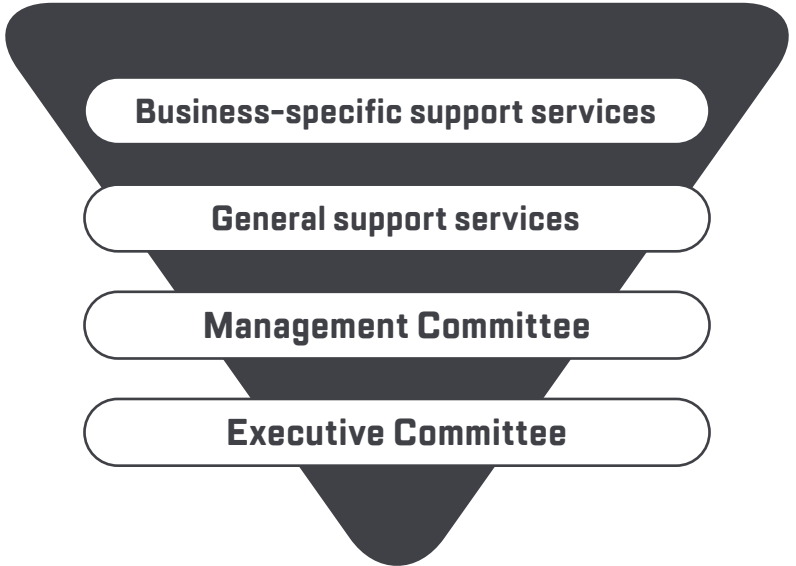 Business-specific support services
General support services
Management Committee
Executive Committee